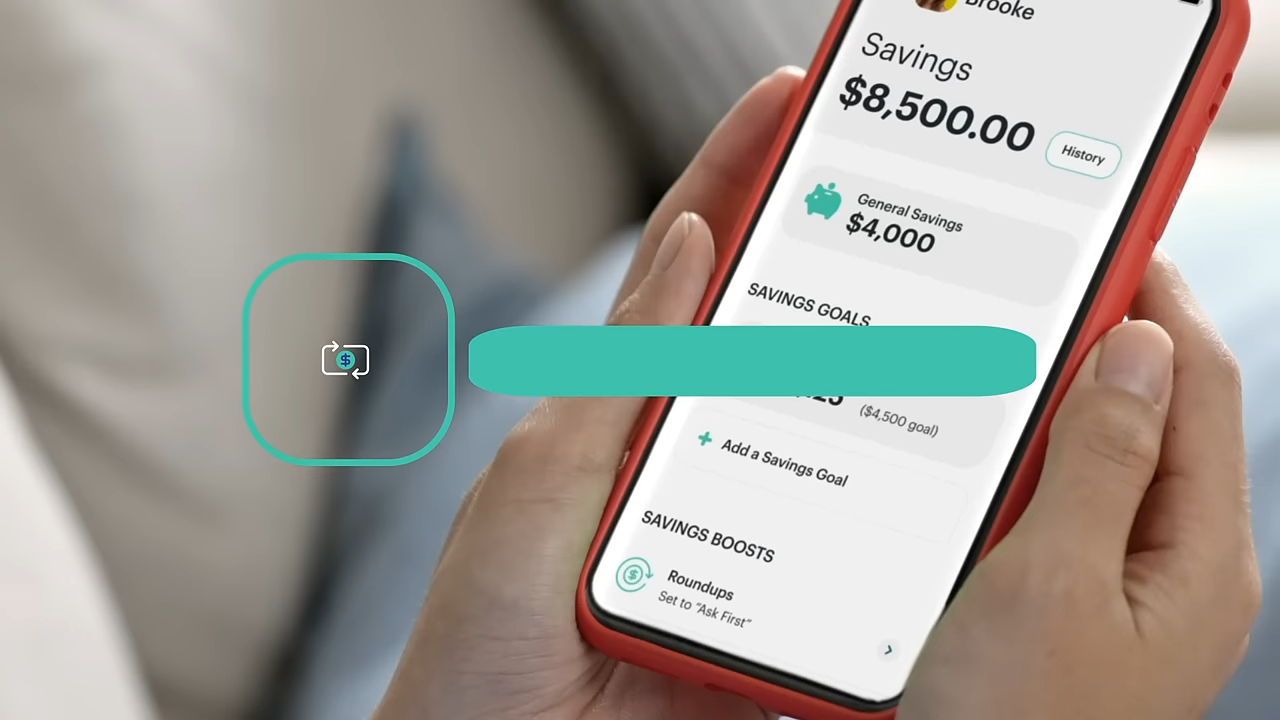 Brooke
Savings
$8,500.00
History
General Savings
$4,000
SAVINGS GOALS
($4,500 goal)
Add a Savings Goal
SAVINGS BOOSTS
Roundups
Set to “Ask First”
$